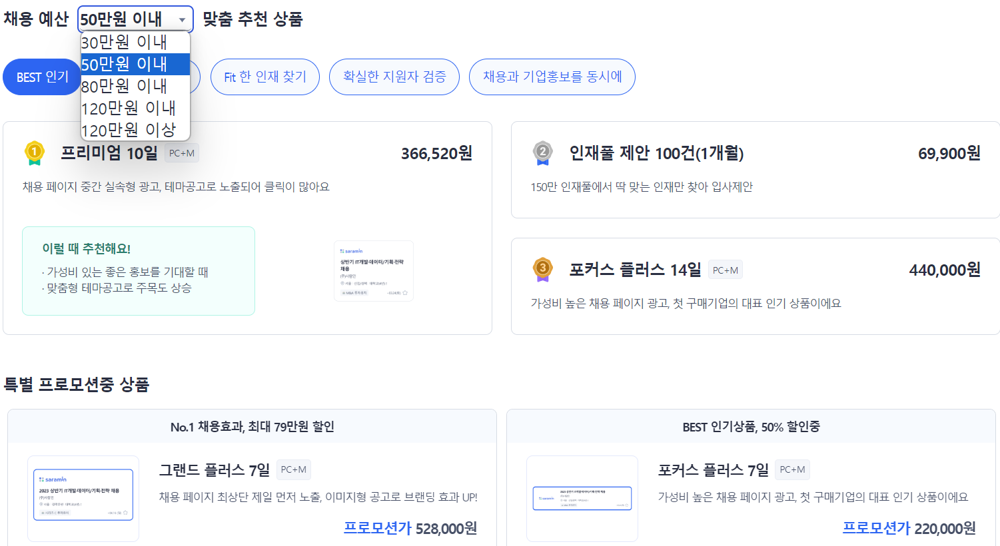 채용 예산 50만원 이내 맞춤 추천 상품
30만원 이내
50만원 이내
80만원 이내
120만원 이내
120만원 이상
BEST 인기
Fit 한 인재 찾기
확실한 지원자 검증
채용과 기업홍보를 동시에
1 프리미엄 10일 PC+M 366,520원
채용 페이지 중간 실속형 광고, 테마공고로 노출되어 클릭이 많아요
이럴 때 추천해요!
· 가성비 있는 좋은 홍보를 기대할 때
· 맞춤형 테마공고로 주목도 상승
saramin
상반기 IT개발·데이터/기획·전략
채용
(주)사람인
2 인재풀 제안 100건(1개월) 69,900원
150만 인재풀에서 딱 맞는 인재만 찾아 입사제안
3 포커스 플러스 14일 PC+M 440,000원
가성비 높은 채용 페이지 광고, 첫 구매기업의 대표 인기 상품이에요
특별 프로모션중 상품
No.1 채용효과, 최대 79만원 할인
saramin
2023 상반기 IT개발·데이터/기획·전략 채용
(주)사람인
그랜드 플러스 7일 PC+M
채용 페이지 최상단 제일 먼저 노출, 이미지형 공고로 브랜딩 효과 UP!
프로모션가 528,000원
BEST 인기상품, 50% 할인중
saramin
2023 상반기 IT개발·데이터/기획·전략 채용
포커스 플러스 7일 PC+M
가성비 높은 채용 페이지 광고, 첫 구매기업의 대표 인기 상품이에요
프로모션가 220,000원